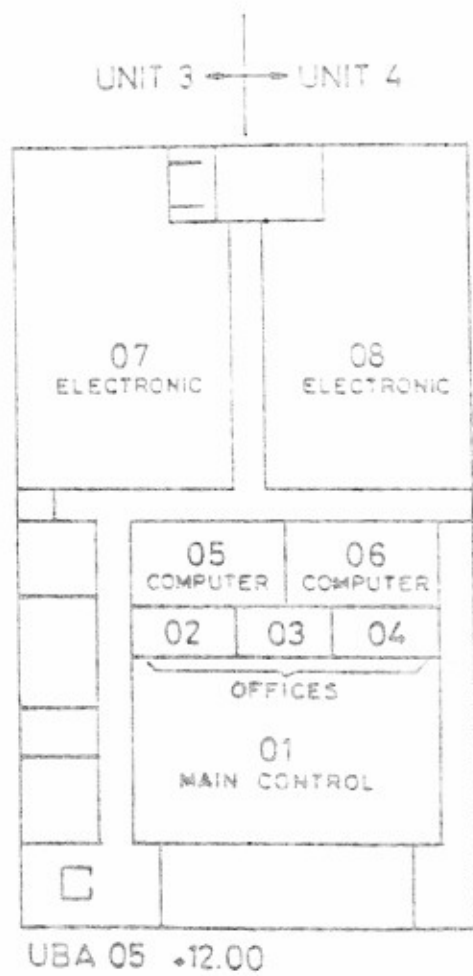 UNIT 3 ↔ UNIT 4
07 08
ELECTRONIC ELECTRONIC
05 06
COMPUTER COMPUTER
02 03 04
OFFICES
01
MAIN CONTROL
UBA 05 +12.00